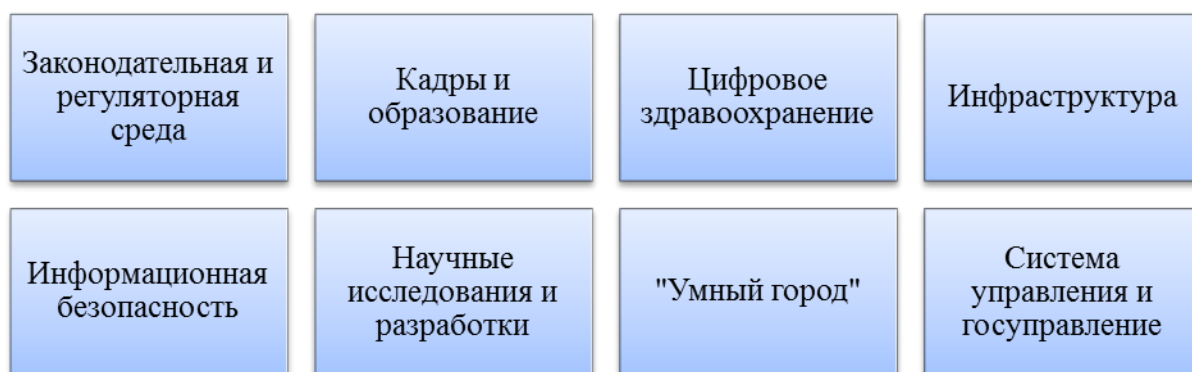 Законодательная и
регуляторная
среда
Кадры и
образование
Цифровое
здравоохранение
Инфраструктура
Информационная
безопасность
Научные
исследования и
разработки
"Умный город"
Система
управления и
госуправление